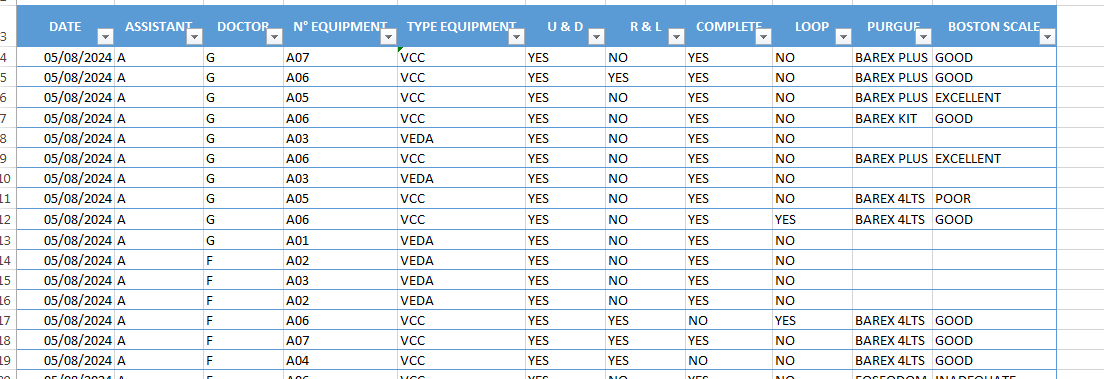 DATE ASSISTANT DOCTOR N° EQUIPMENT TYPE EQUIPMENT U & D R & L COMPLETE LOOP PURGUE BOSTON SCALE
3
4 05/08/2024 A G A07 VCC YES NO YES NO BAREX PLUS GOOD
5 05/08/2024 A G A06 VCC YES YES YES NO BAREX PLUS GOOD
6 05/08/2024 A G A05 VCC YES NO YES NO BAREX PLUS EXCELLENT
7 05/08/2024 A G A06 VCC YES NO YES NO BAREX KIT GOOD
8 05/08/2024 A G A03 VEDA YES NO YES NO
9 05/08/2024 A G A06 VCC YES NO YES NO BAREX PLUS EXCELLENT
10 05/08/2024 A G A03 VEDA YES NO YES NO
11 05/08/2024 A G A05 VCC YES NO YES NO BAREX 4LTS POOR
12 05/08/2024 A G A06 VCC YES NO YES YES BAREX 4LTS GOOD
13 05/08/2024 A G A01 VEDA YES NO YES NO
14 05/08/2024 A F A02 VEDA YES NO YES NO
15 05/08/2024 A F A03 VEDA YES NO YES NO
16 05/08/2024 A F A02 VEDA YES NO YES NO
17 05/08/2024 A F A06 VCC YES YES NO YES BAREX 4LTS GOOD
18 05/08/2024 A F A07 VCC YES YES YES NO BAREX 4LTS GOOD
19 05/08/2024 A F A04 VCC YES YES NO NO BAREX 4LTS GOOD